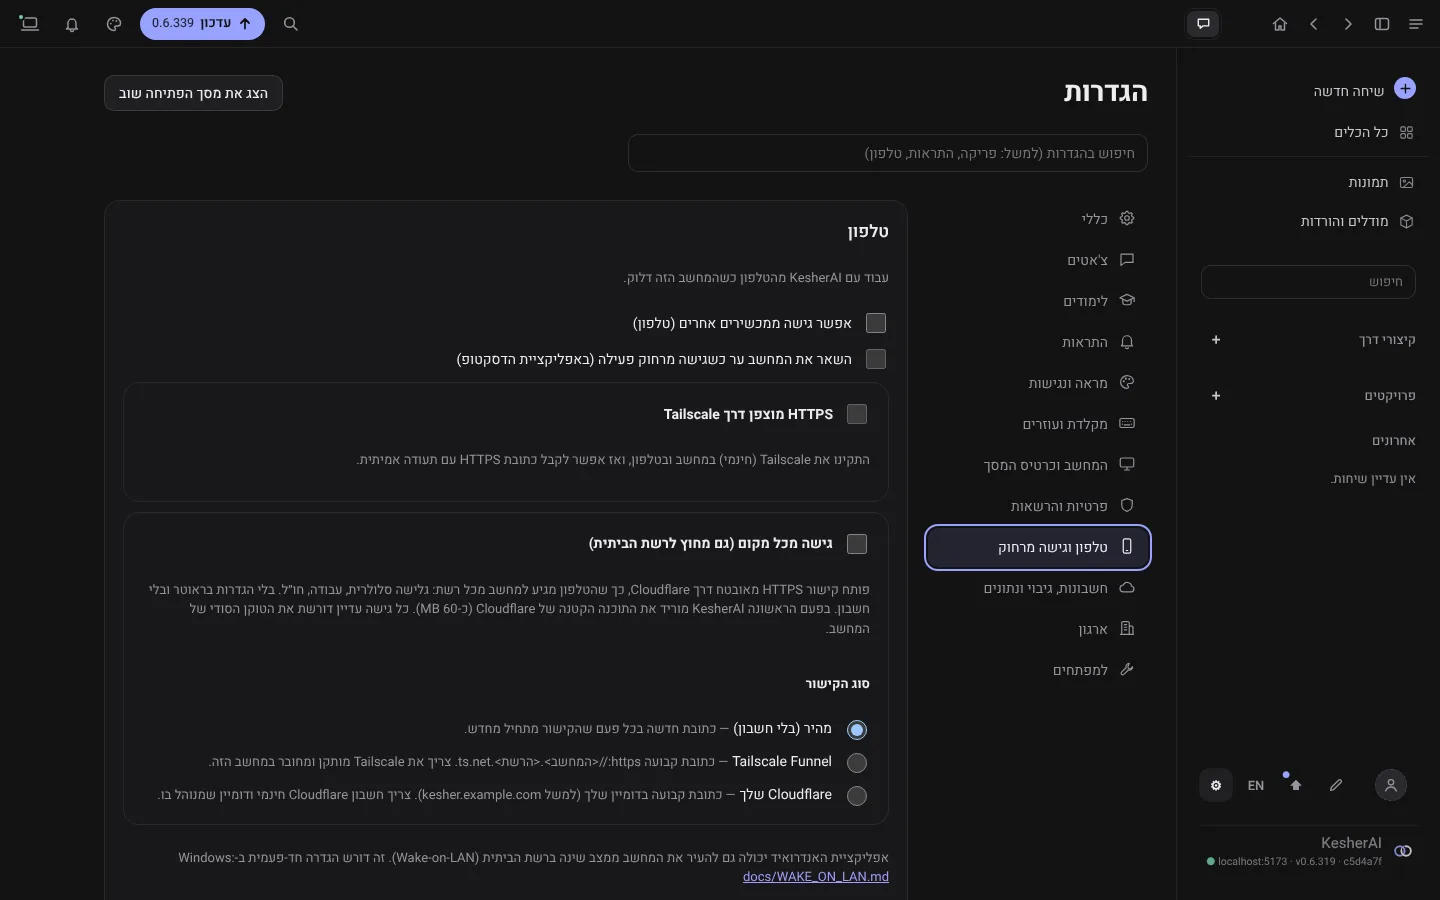 עדכון 0.6.339
שיחה חדשה
כל הכלים
תמונות
מודלים והורדות
חיפוש
קיצורי דרך
+
פרויקטים
+
אחרונים
אין עדיין שיחות.
EN
KesherAI
localhost:5173 · v0.6.319 · c5d4a7f
הגדרות
הצג את מסך הפתיחה שוב
חיפוש בהגדרות (למשל: פריקה, התראות, טלפון)
כללי
צ'אטים
לימודים
התראות
מראה ונגישות
מקלדת ועוזרים
המחשב וכרטיס המסך
פרטיות והרשאות
טלפון וגישה מרחוק
חשבונות, גיבוי ונתונים
ארגון
למפתחים
טלפון
עבוד עם KesherAI מהטלפון כשהמחשב הזה דלוק.
אפשר גישה ממכשירים אחרים (טלפון)
השאר את המחשב ער כשגישה מרחוק פעילה (באפליקציית הדסקטופ)
HTTPS מוצפן דרך Tailscale
התקינו את Tailscale (חינמי) במחשב ובטלפון, ואז אפשר לקבל כתובת HTTPS עם תעודה אמיתית.
גישה מכל מקום (גם מחוץ לרשת הביתית)
פותח קישור HTTPS מאובטח דרך Cloudflare, כך שהטלפון מגיע למחשב מכל רשת: גלישה סלולרית, עבודה, חו״ל. בלי הגדרות בראוטר ובלי
חשבון. בפעם הראשונה KesherAI מוריד את התוכנה הקטנה של Cloudflare (כ-60 MB). כל גישה עדיין דורשת את הטוקן הסודי של
המחשב.
סוג הקישור
מהיר (בלי חשבון) – כתובת חדשה בכל פעם שהקישור מתחיל מחדש.
Tailscale Funnel – כתובת קבועה https://<המחשב>.<הרשת>.ts.net. צריך את Tailscale מותקן ומחובר במחשב הזה.
Cloudflare שלך – כתובת קבועה בדומיין שלך (למשל kesher.example.com). צריך חשבון Cloudflare חינמי ודומיין שמנוהל בו.
אפליקציית האנדרואיד יכולה גם להעיר את המחשב ממצב שינה ברשת הביתית (Wake-on-LAN). זה דורש הגדרה חד-פעמית ב-Windows:
docs/WAKE_ON_LAN.md